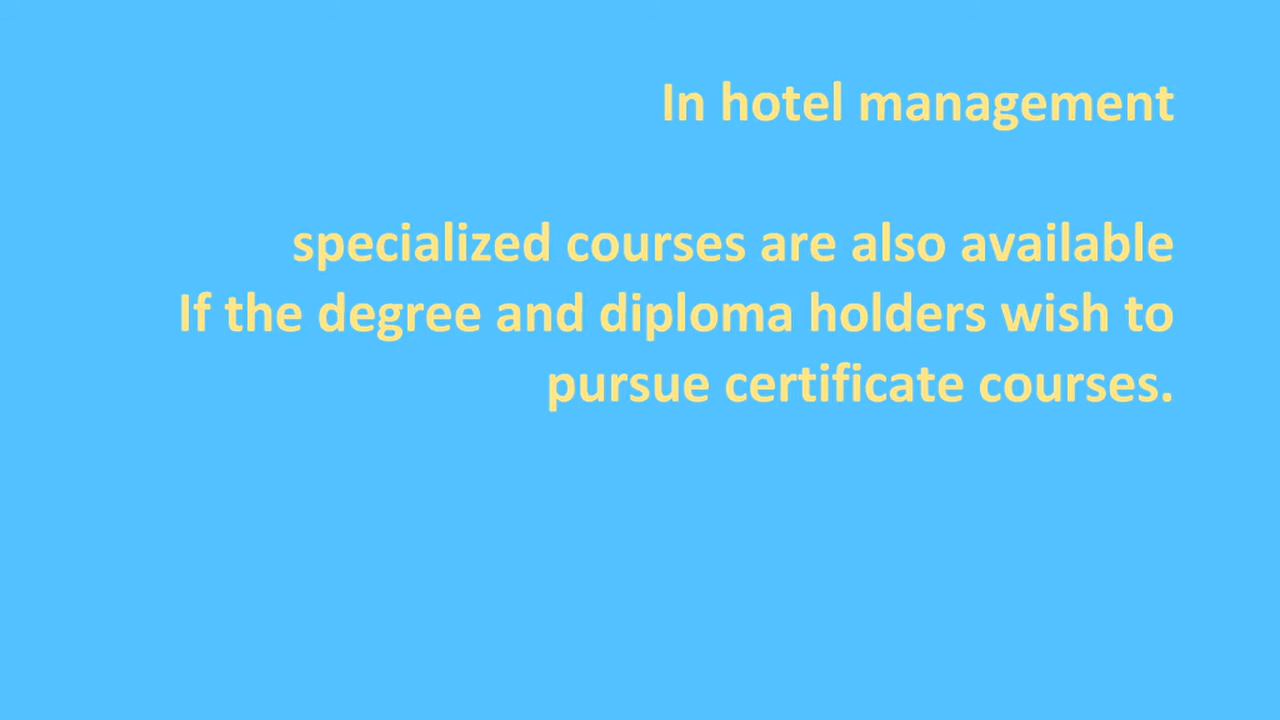 In hotel management
specialized courses are also available
If the degree and diploma holders wish to
pursue certificate courses.